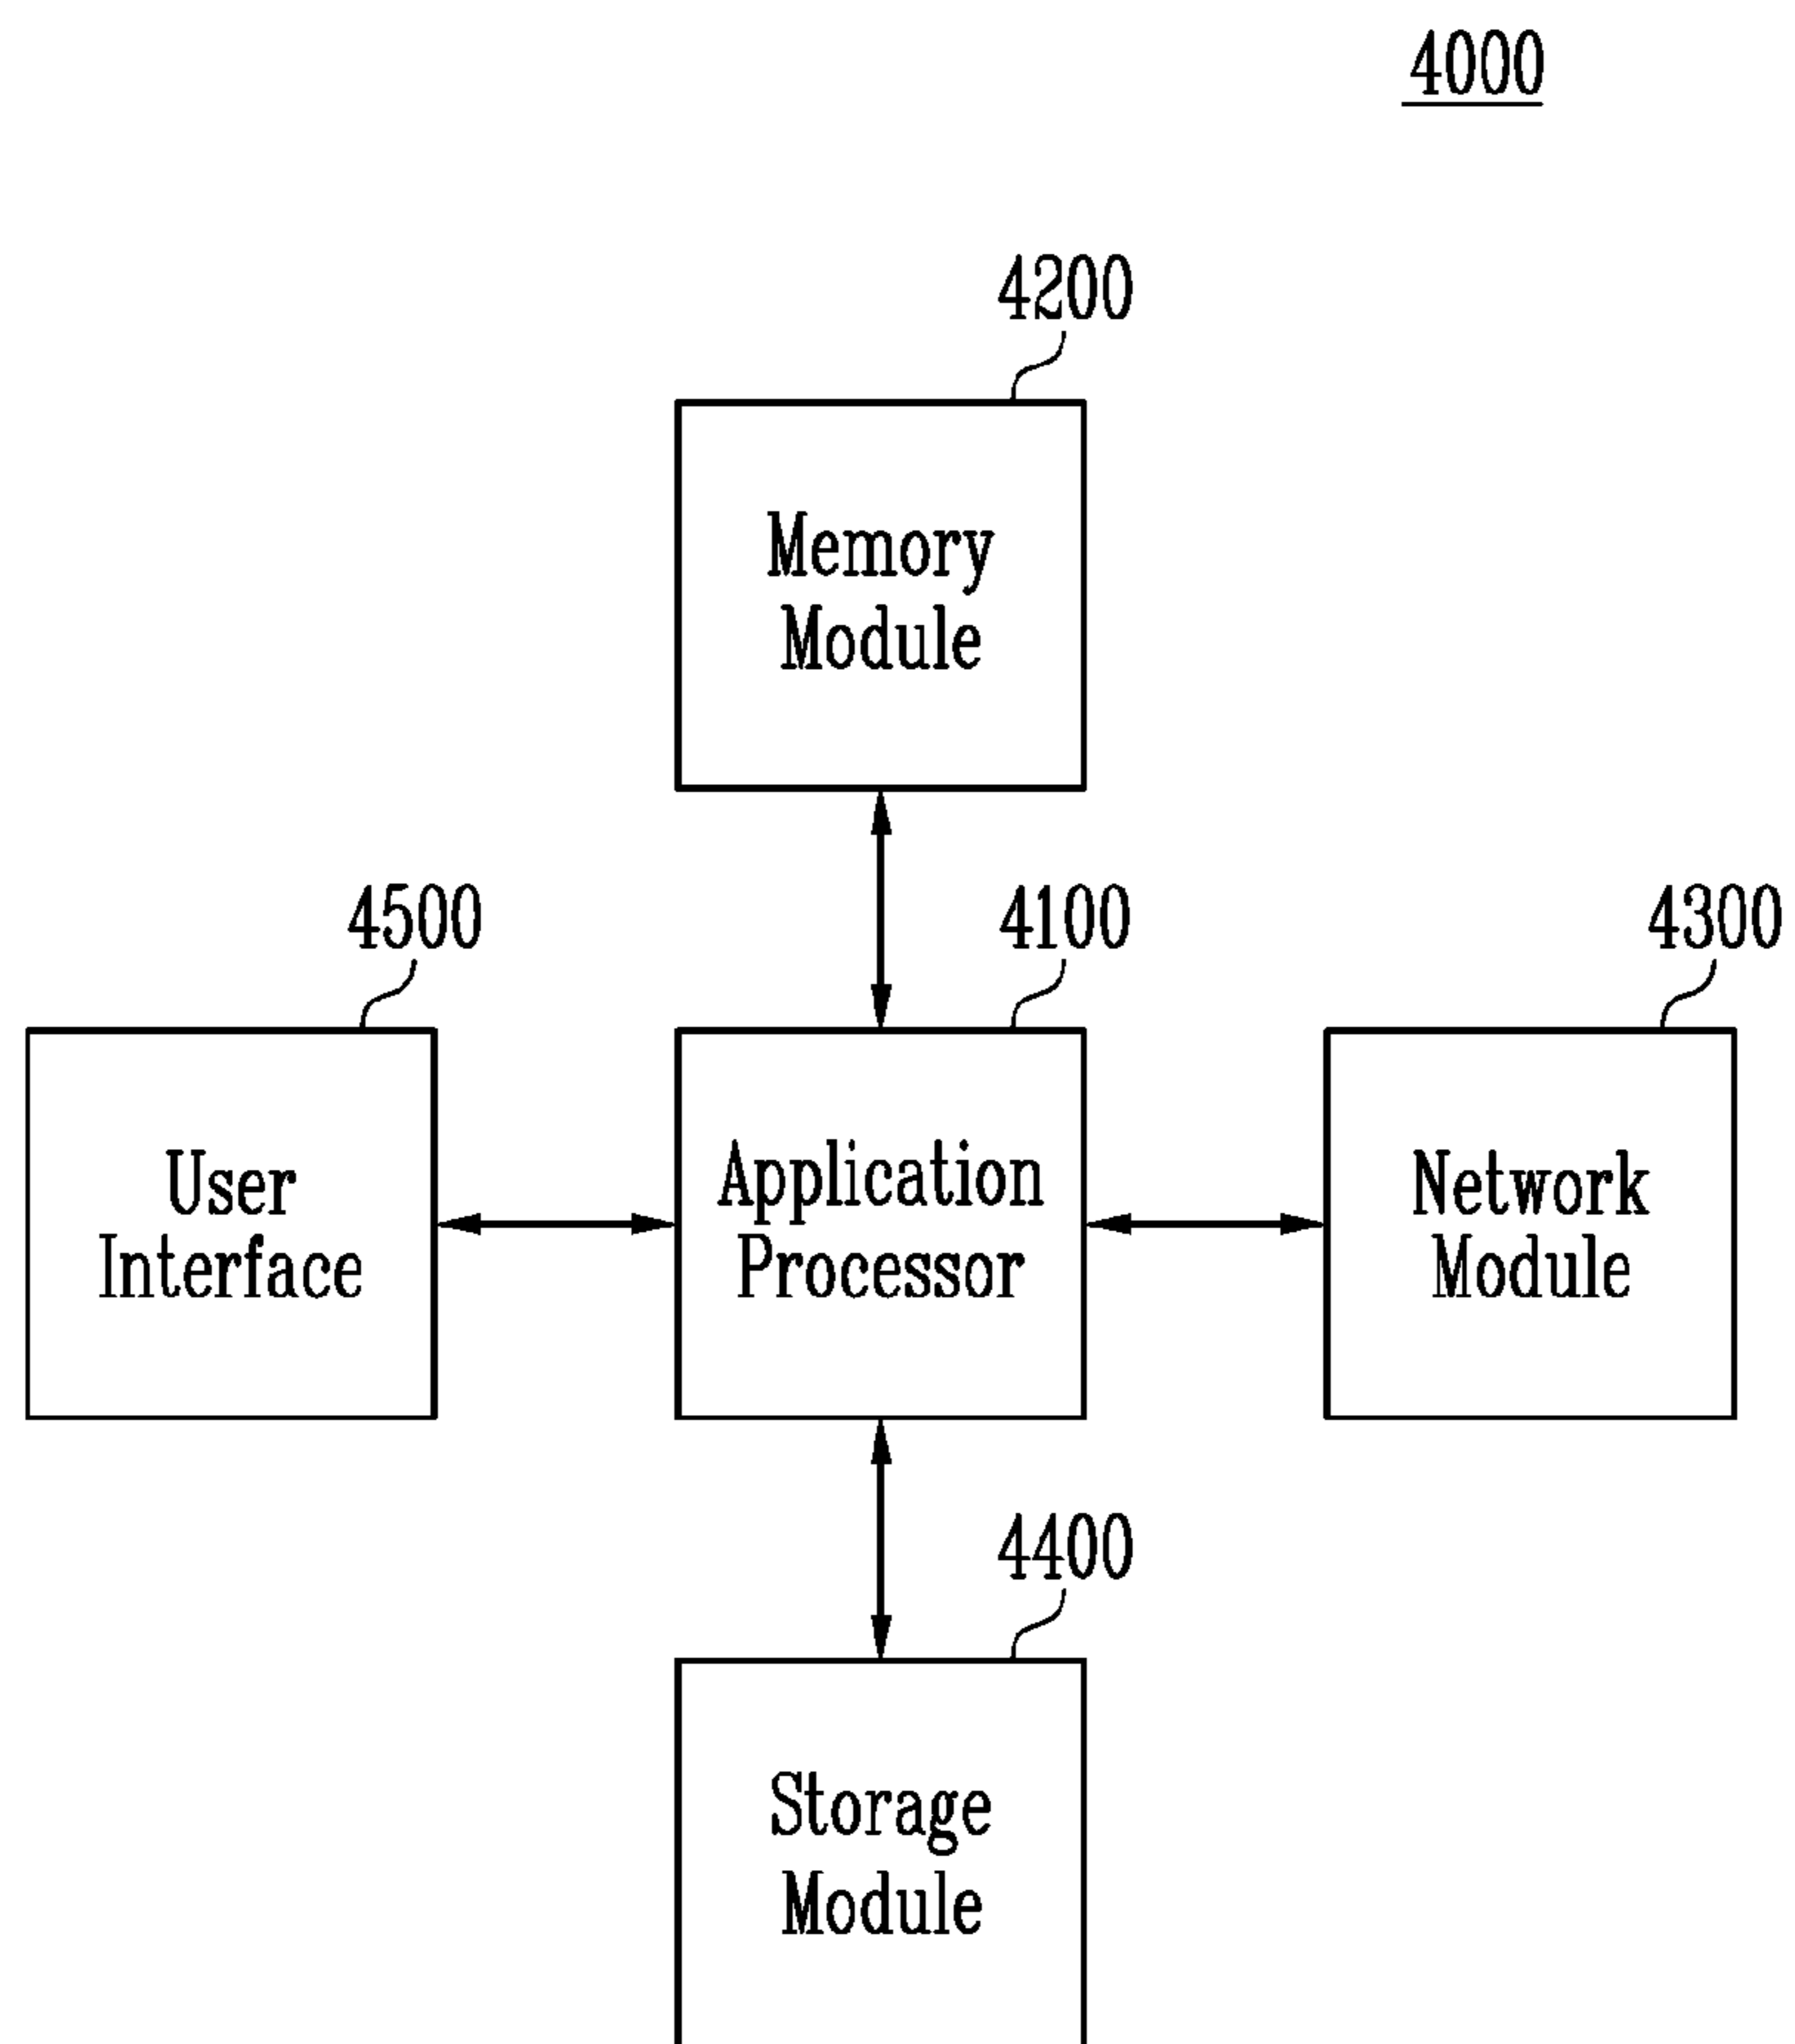 4000
4200
Memory
Module
4500
4100
4300
User
Interface
Application
Processor
Network
Module
4400
Storage
Module